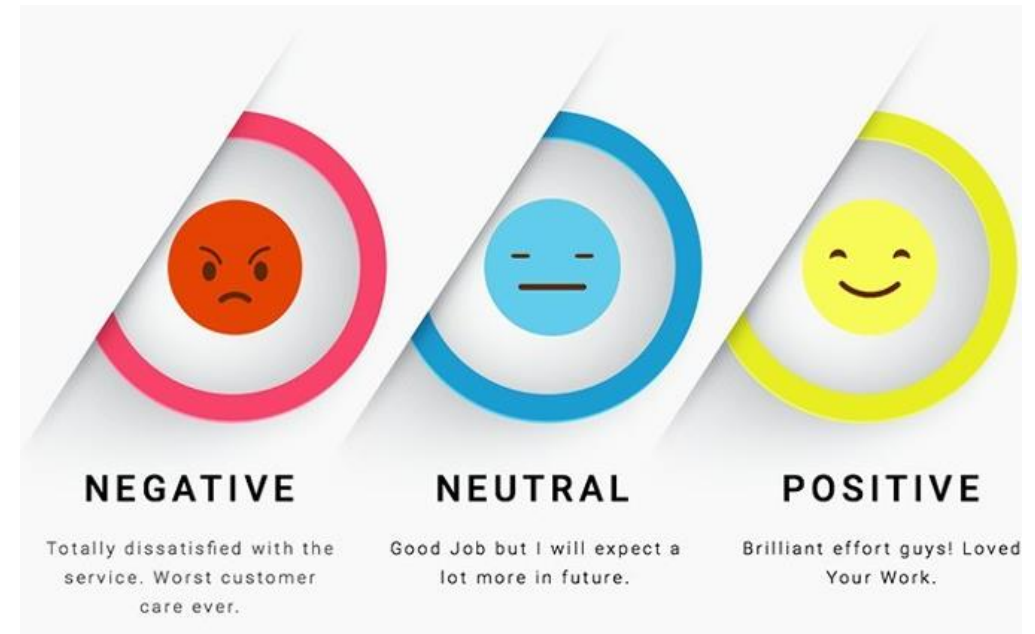 NEGATIVE
Totally dissatisfied with the
service. Worst customer
care ever.
NEUTRAL
Good Job but I will expect a
lot more in future.
POSITIVE
Brilliant effort guys! Loved
Your Work.